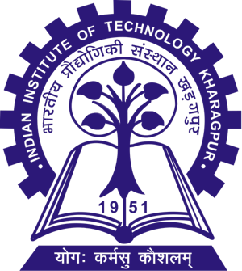 ·INDIAN INSTITUTE OF TECHNOLOGY KHARAGPUR·
भारतीय प्रौद्योगिकी संस्थान खड़गपुर
1951
योगः कर्मसु कौशलम्